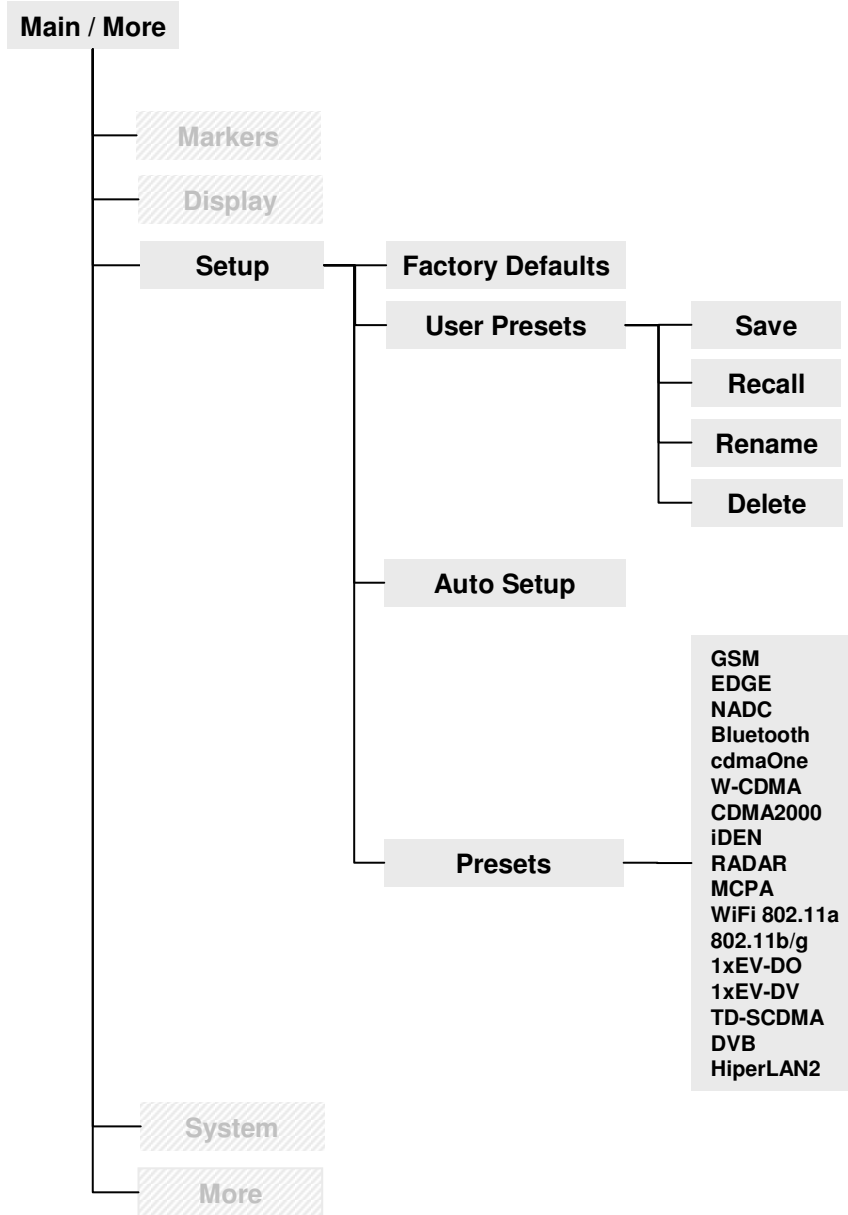 Main / More
Markers
Display
Setup
Factory Defaults
User Presets
Save
Recall
Rename
Delete
Auto Setup
Presets
GSM
EDGE
NADC
Bluetooth
cdmaOne
W-CDMA
CDMA2000
iDEN
RADAR
MCPA
WiFi 802.11a
802.11b/g
1xEV-DO
1xEV-DV
TD-SCDMA
DVB
HiperLAN2
System
More